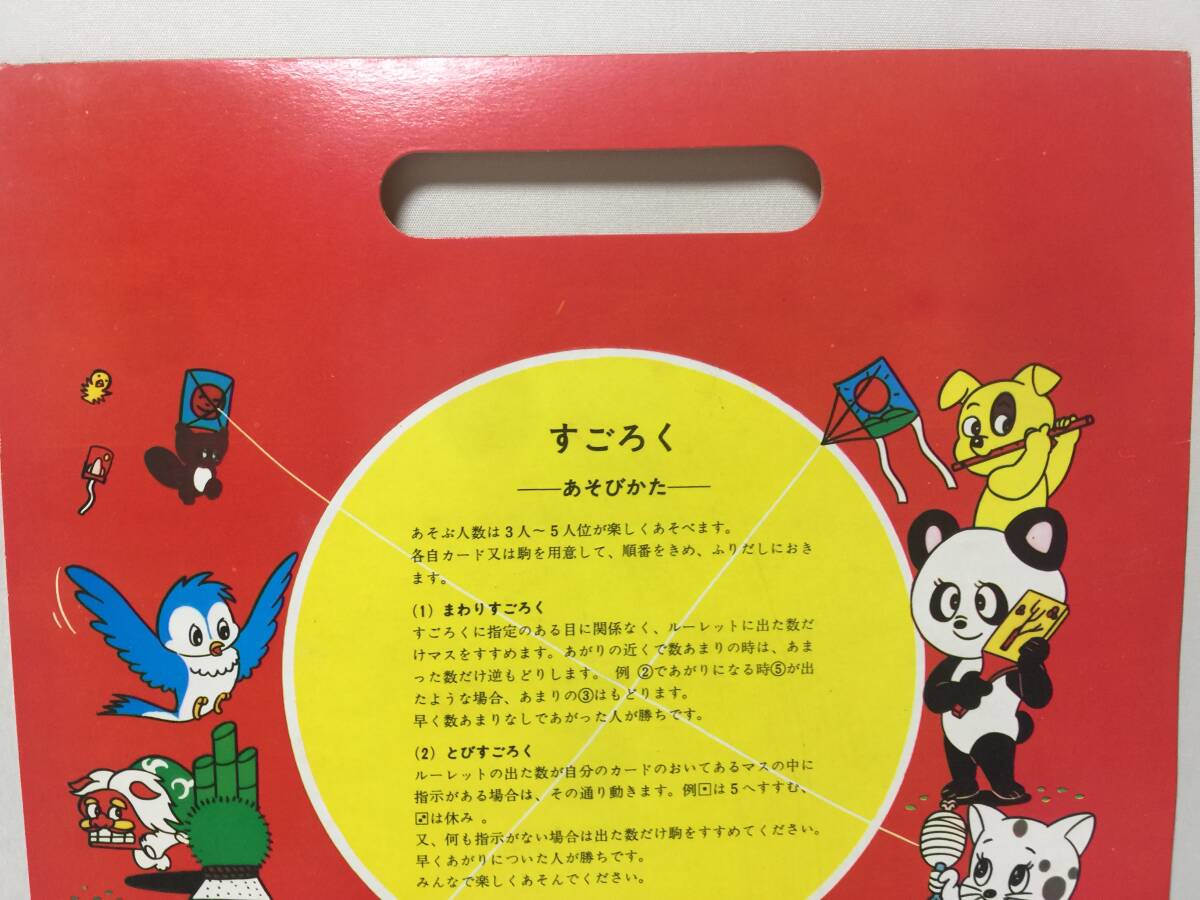 すごろく
——あそびかた——
あそぶ人数は3人〜5人位が楽しくあそべます。
各自カード又は駒を用意して、順番をきめ、ふりだしにおき
ます。
(1) まわりすごろく
すごろくに指定のある目に関係なく、ルーレットに出た数だ
けマスをすすめます。あがりの近くで数あまりの時は、あま
った数だけ逆もどりします。例 ②であがりになる時⑤が出
たような場合、あまりの③はもどります。
早く数あまりなしであがった人が勝ちです。
(2) とびすごろく
ルーレットの出た数が自分のカードのおいてあるマスの中に
指示がある場合は、その通り動きます。例⚀は5へすすむ、
⚂は休み 。
又、何も指示がない場合は出た数だけ駒をすすめてください。
早くあがりについた人が勝ちです。
みんなで楽しくあそんでください。